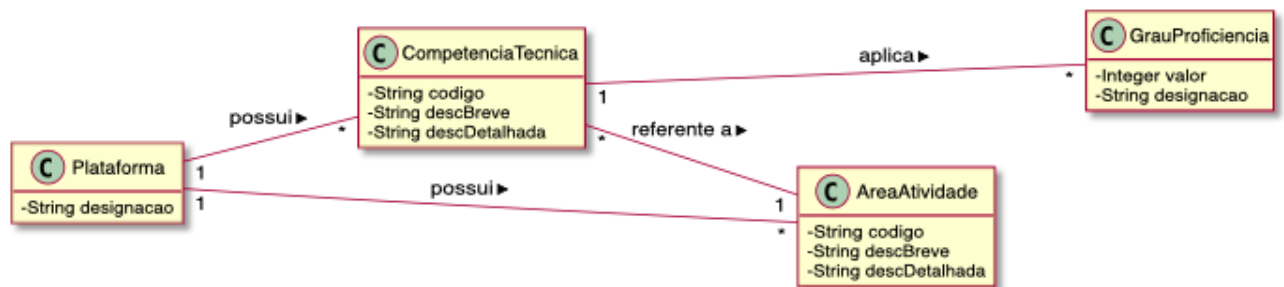 C GrauProficiencia
-Integer valor
-String designacao
C CompetenciaTecnica
-String codigo
-String descBreve
-String descDetalhada
aplica ►
1
*
possui ►
*
1
C Plataforma
-String designacao
referente a ►
*
1
possui ►
1
*
C AreaAtividade
-String codigo
-String descBreve
-String descDetalhada